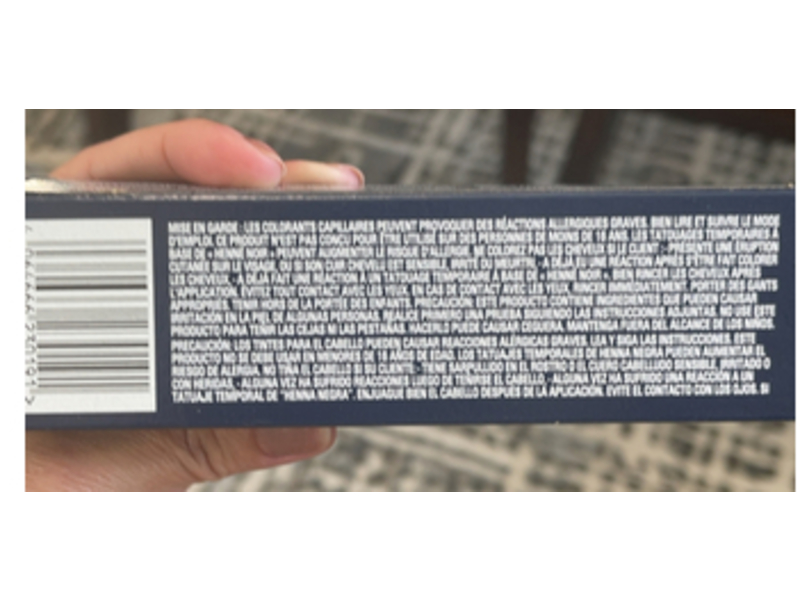 MISE EN GARDE: LES COLORANTS CAPILLAIRES PEUVENT PROVOQUER DES RÉACTIONS ALLERGIQUES GRAVES. BIEN LIRE ET SUIVRE LE MODE
D'EMPLOI. CE PRODUIT N'EST PAS CONÇU POUR ÊTRE UTILISÉ SUR DES PERSONNES DE MOINS DE 16 ANS. LES TATOUAGES TEMPORAIRES À
BASE DE « HENNÉ NOIR » PEUVENT AUGMENTER LE RISQUE D'ALLERGIE. NE COLOREZ PAS LES CHEVEUX SI LE CLIENT : PRÉSENTE UNE ÉRUPTION
CUTANÉE SUR LE VISAGE, OU SI SON CUIR CHEVELU EST SENSIBLE, IRRITÉ OU MEURTRI. · A DÉJÀ EU UNE RÉACTION APRÈS S'ÊTRE FAIT COLORER
LES CHEVEUX. · A DÉJÀ FAIT UNE RÉACTION À UN TATOUAGE TEMPORAIRE À BASE DE « HENNÉ NOIR ». BIEN RINCER LES CHEVEUX APRÈS
L'APPLICATION. ÉVITEZ TOUT CONTACT AVEC LES YEUX. EN CAS DE CONTACT AVEC LES YEUX, RINCER IMMÉDIATEMENT. PORTER DES GANTS
APPROPRIÉS. TENIR HORS DE LA PORTÉE DES ENFANTS. PRECAUCIÓN: ESTE PRODUCTO CONTIENE INGREDIENTES QUE PUEDEN CAUSAR
IRRITACIÓN EN LA PIEL DE ALGUNAS PERSONAS. REALICE PRIMERO UNA PRUEBA SIGUIENDO LAS INSTRUCCIONES ADJUNTAS. NO USE ESTE
PRODUCTO PARA TEÑIR LAS CEJAS NI LAS PESTAÑAS. HACERLO PUEDE CAUSAR CEGUERA. MANTENGA FUERA DEL ALCANCE DE LOS NIÑOS.
PRECAUCIÓN: LOS TINTES PARA EL CABELLO PUEDEN CAUSAR REACCIONES ALÉRGICAS GRAVES. LEA Y SIGA LAS INSTRUCCIONES. ESTE
PRODUCTO NO SE DEBE USAR EN MENORES DE 16 AÑOS DE EDAD. LOS TATUAJES TEMPORALES DE HENNA NEGRA PUEDEN AUMENTAR EL
RIESGO DE ALERGIA. NO TIÑA EL CABELLO SI SU CLIENTE: · TIENE SARPULLIDO EN EL ROSTRO O EL CUERO CABELLUDO SENSIBLE, IRRITADO O
CON HERIDAS. · ALGUNA VEZ HA SUFRIDO REACCIONES LUEGO DE TEÑIRSE EL CABELLO · ALGUNA VEZ HA SUFRIDO UNA REACCIÓN A UN
TATUAJE TEMPORAL DE "HENNA NEGRA". ENJUAGUE BIEN EL CABELLO DESPUÉS DE LA APLICACIÓN. EVITE EL CONTACTO CON LOS OJOS. SI